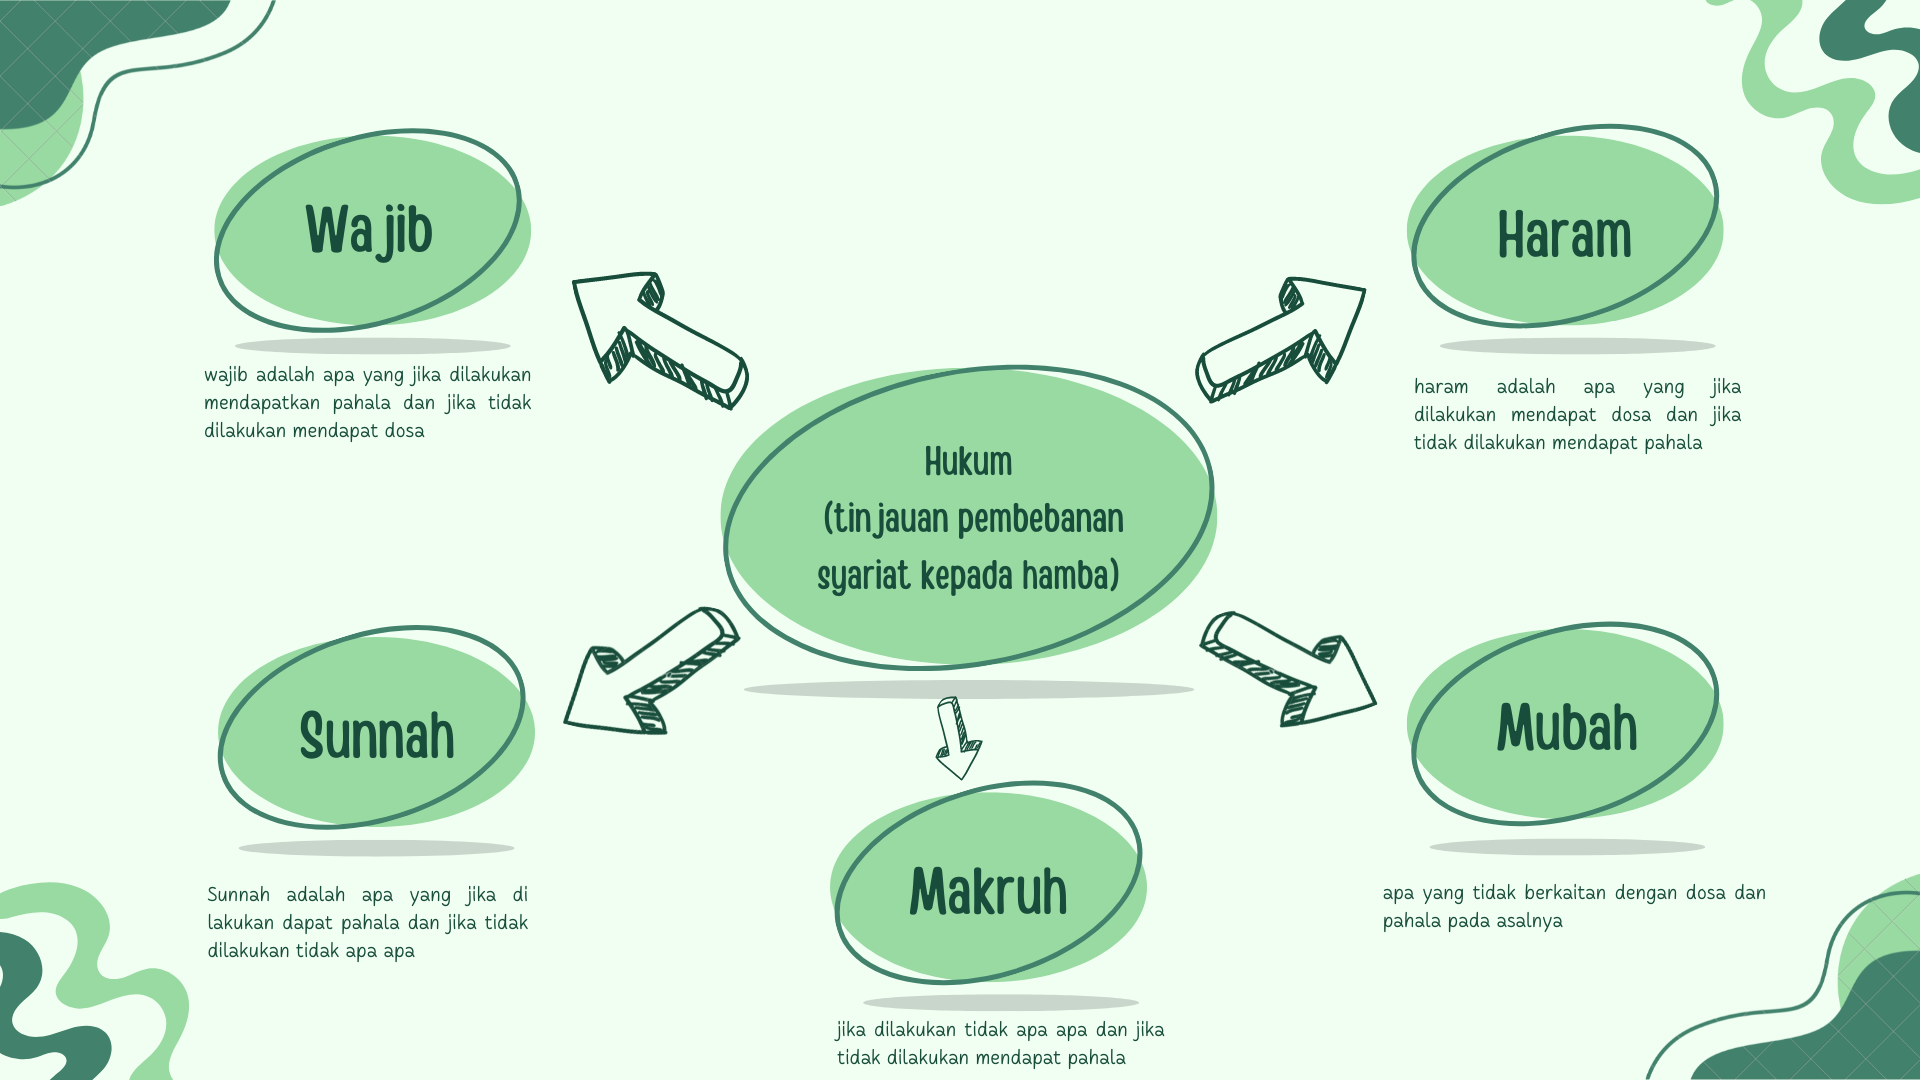 Wajib
wajib adalah apa yang jika dilakukan
mendapatkan pahala dan jika tidak
dilakukan mendapat dosa
Haram
haram adalah apa yang jika
dilakukan mendapat dosa dan jika
tidak dilakukan mendapat pahala
Hukum
(tinjauan pembebanan
syariat kepada hamba)
Sunnah
Sunnah adalah apa yang jika di
lakukan dapat pahala dan jika tidak
dilakukan tidak apa apa
Makruh
jika dilakukan tidak apa apa dan jika
tidak dilakukan mendapat pahala
Mubah
apa yang tidak berkaitan dengan dosa dan
pahala pada asalnya